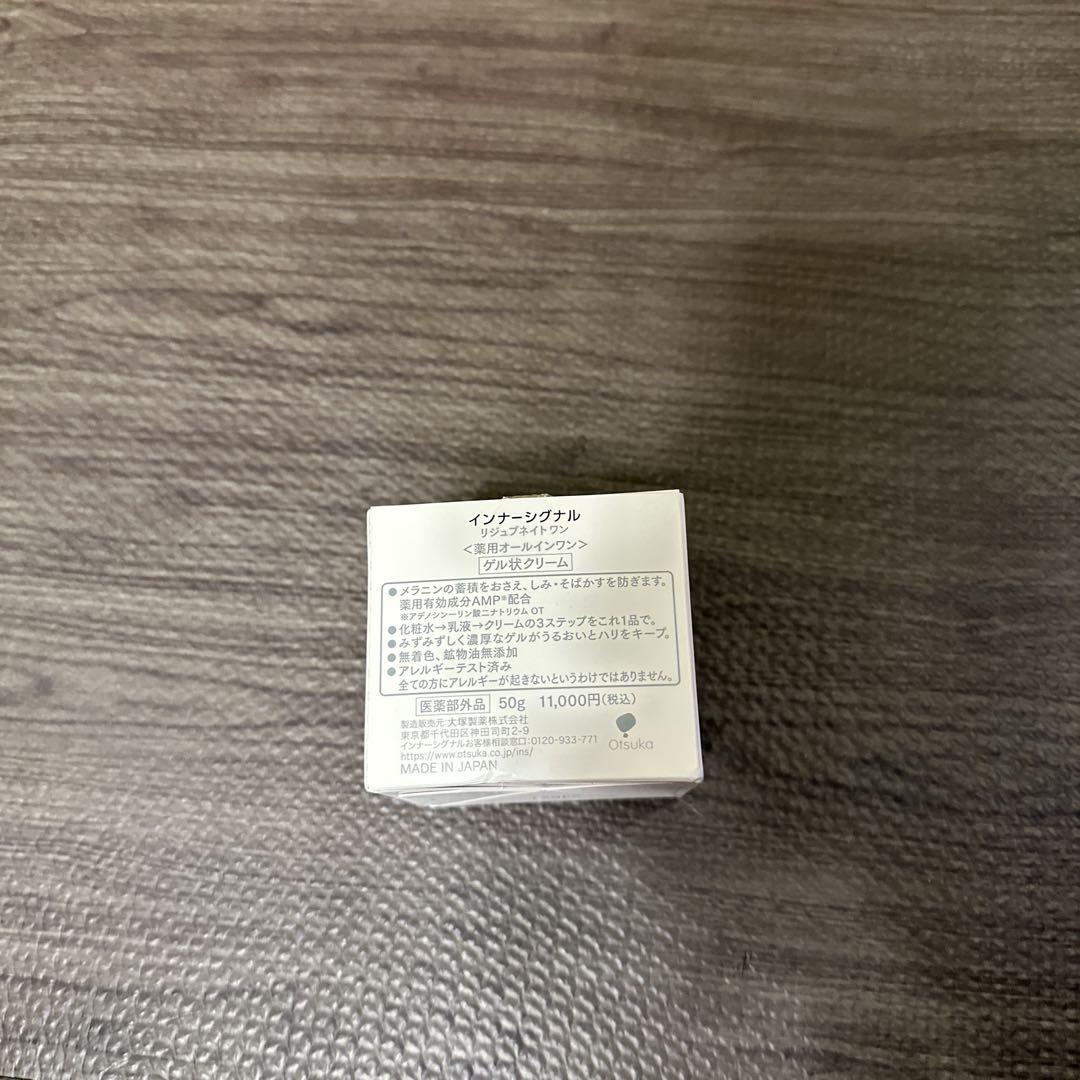 インナーシグナル
リジュブネイトワン
＜薬用オールインワン＞
ゲル状クリーム
●メラニンの蓄積をおさえ、しみ・そばかすを防ぎます。
薬用有効成分AMP※配合
※アデノシン一リン酸二ナトリウム OT
●化粧水→乳液→クリームの3ステップをこれ1品で。
●みずみずしく濃厚なゲルがうるおいとハリをキープ。
●無着色、鉱物油無添加
●アレルギーテスト済み
全ての方にアレルギーが起きないというわけではありません。
医薬部外品 50g 11,000円(税込)
製造販売元:大塚製薬株式会社
東京都千代田区神田司町2-9
インナーシグナルお客様相談窓口:0120-933-771
https://www.otsuka.co.jp/ins/
MADE IN JAPAN
Otsuka